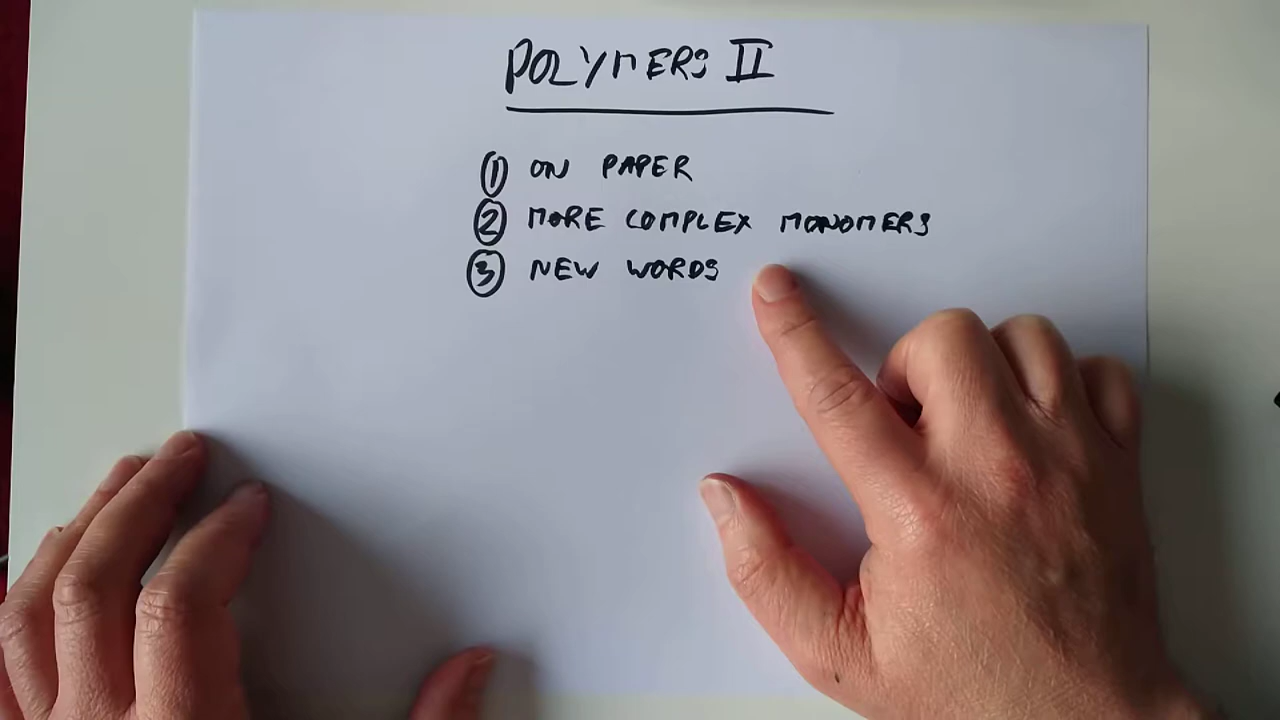 POLYMERS II
① ON PAPER
② MORE COMPLEX MONOMERS
③ NEW WORDS